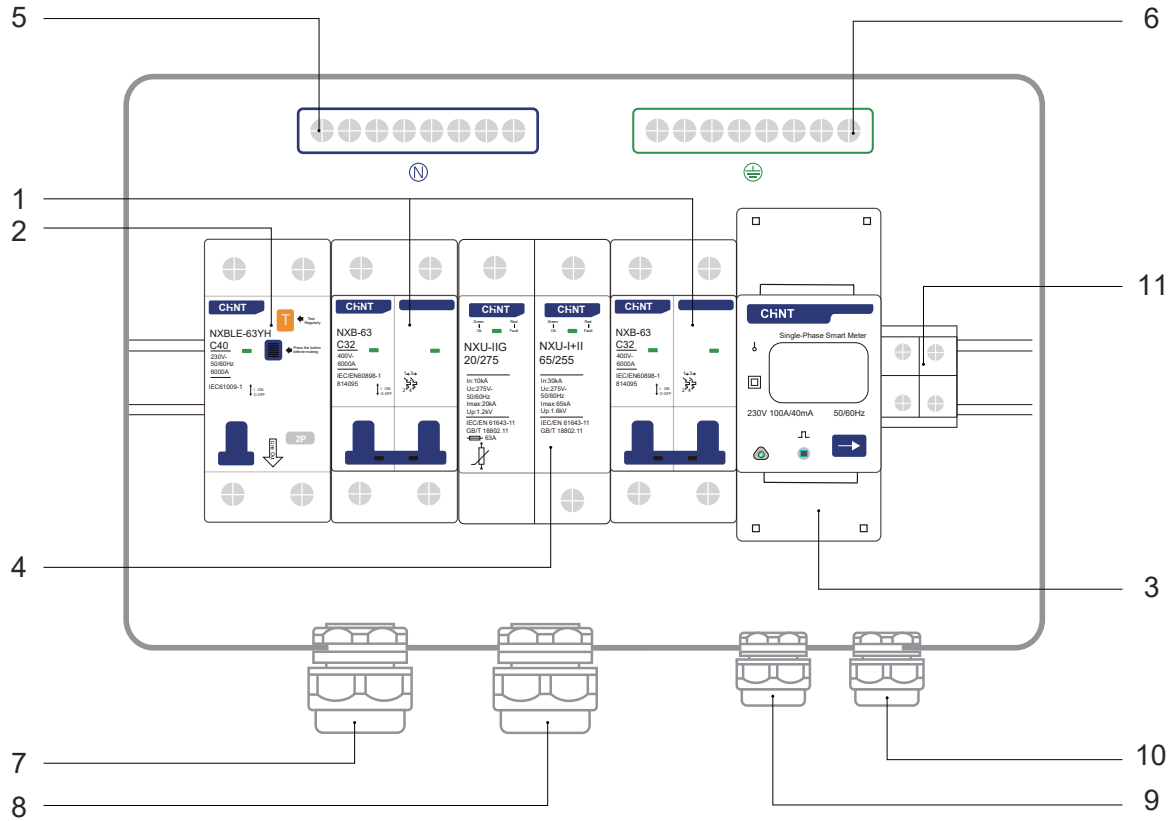 5
6
N
1
2
11
CHNT
T
Test
Regularly
NXBLE-63YH
C40
Press the button
before making
230V~
50/60Hz
6000A
IEC61009-1
I ON
O OFF
2P
CHNT
NXB-63
C32
400V~
6000A
IEC/EN60898-1
814095
I ON
O OFF
CHNT
Green
Ok
Red
Fault
NXU-IIG
20/275
In:10kA
Uc:275V~
50/60Hz
Imax:20kA
Up:1.2kV
IEC/EN 61643-11
GB/T 18802.11
63A
CHNT
Green
Ok
Red
Fault
NXU-I+II
65/255
In:30kA
Uc:275V~
50/60Hz
Imax:65kA
Up:1.6kV
IEC/EN 61643-11
GB/T 18802.11
CHNT
NXB-63
C32
400V~
6000A
IEC/EN60898-1
814095
I ON
O OFF
CHNT
Single-Phase Smart Meter
230V 100A/40mA 50/60Hz
4
3
7
8
9
10